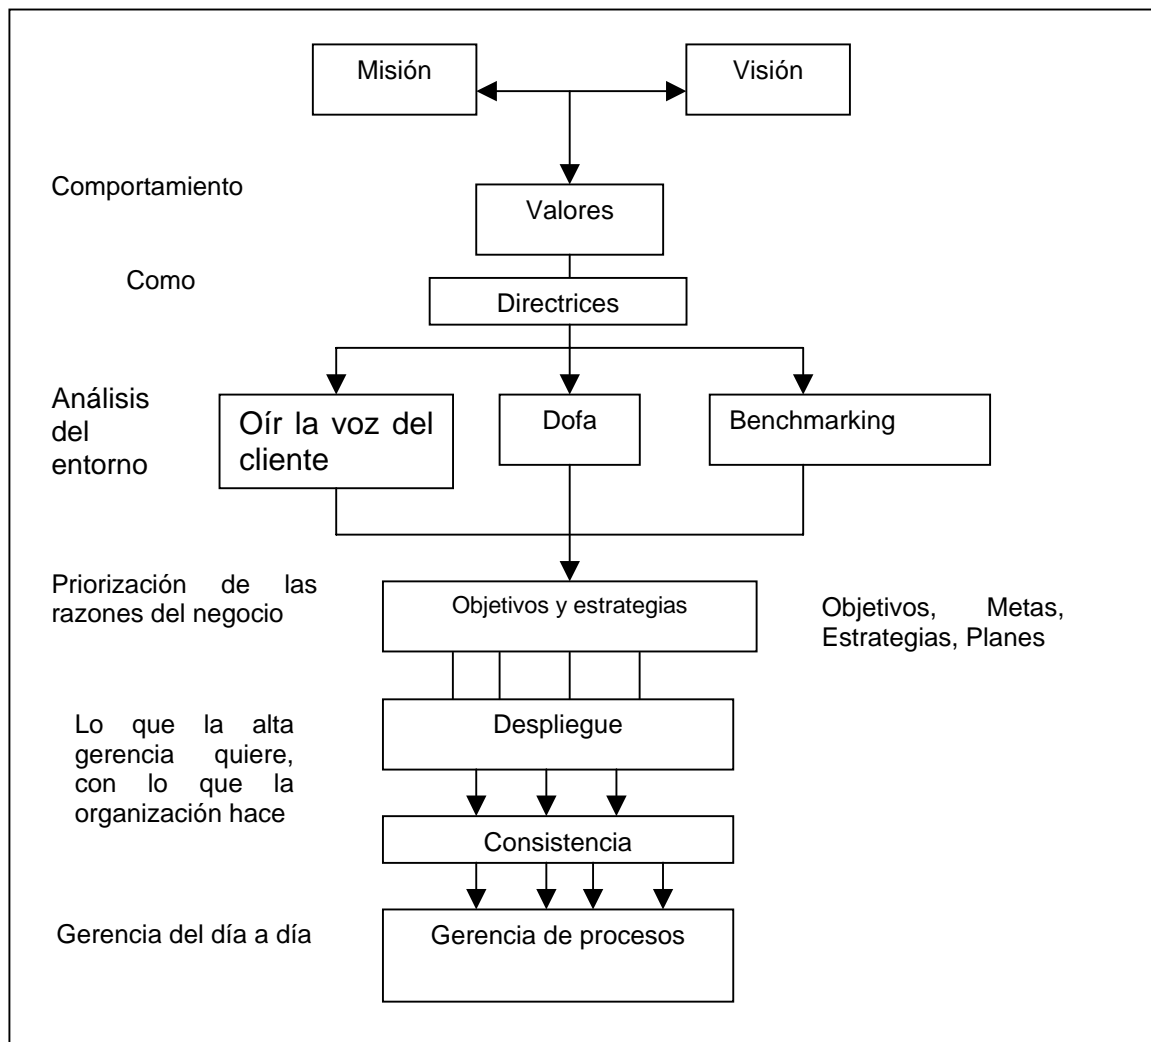 Misión
Visión
Comportamiento
Valores
Como
Directrices
Análisis
del
entorno
Oír la voz del
cliente
Dofa
Benchmarking
Priorización de las
razones del negocio
Objetivos y estrategias
Objetivos, Metas,
Estrategias, Planes
Lo que la alta
gerencia quiere,
con lo que la
organización hace
Despliegue
Consistencia
Gerencia del día a día
Gerencia de procesos